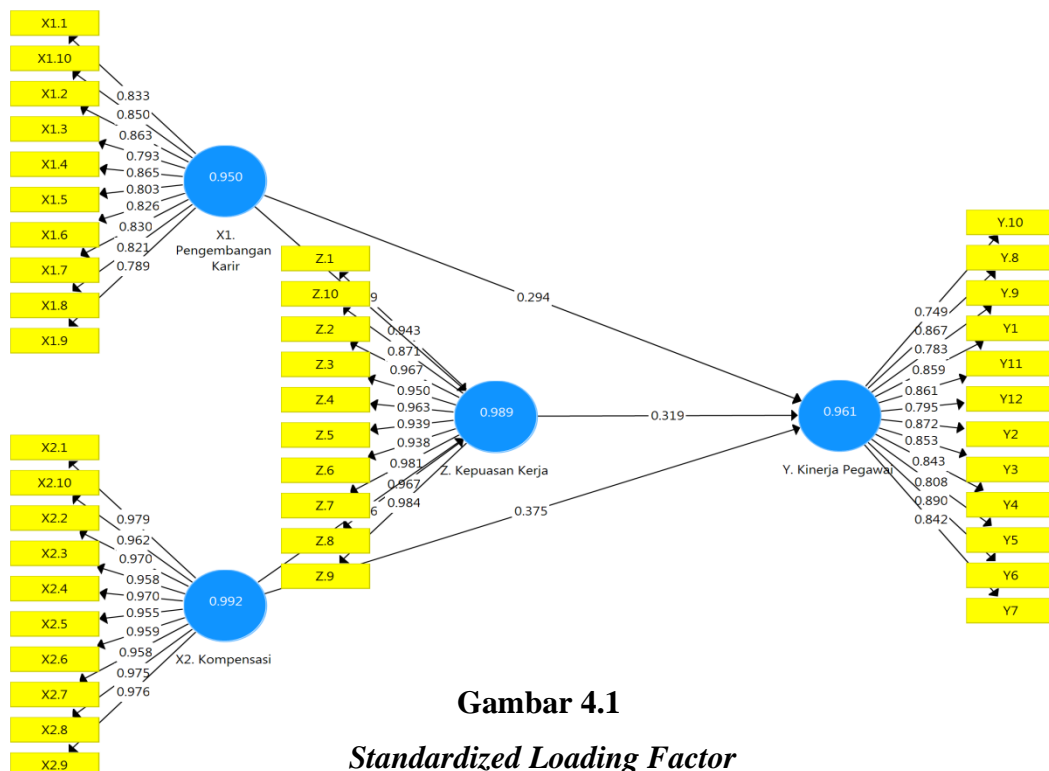 X1.1
X1.10
X1.2
X1.3
X1.4
X1.5
X1.6
X1.7
X1.8
X1.9
0.833
0.850
0.863
0.793
0.865
0.803
0.826
0.830
0.821
0.789
0.950
X1.
Pengembangan
Karir
0.294
Z.1
Z.10
Z.2
Z.3
Z.4
Z.5
Z.6
Z.7
Z.8
Z.9
0.943
0.871
0.967
0.950
0.963
0.939
0.938
0.981
0.967
0.984
0.989
Z. Kepuasan Kerja
0.319
0.375
X2.1
X2.10
X2.2
X2.3
X2.4
X2.5
X2.6
X2.7
X2.8
X2.9
0.979
0.962
0.970
0.958
0.970
0.955
0.959
0.958
0.975
0.976
0.992
X2. Kompensasi
0.961
Y. Kinerja Pegawai
0.749
0.867
0.783
0.859
0.861
0.795
0.872
0.853
0.843
0.808
0.890
0.842
Y.10
Y.8
Y.9
Y1
Y11
Y12
Y2
Y3
Y4
Y5
Y6
Y7
Gambar 4.1
Standardized Loading Factor